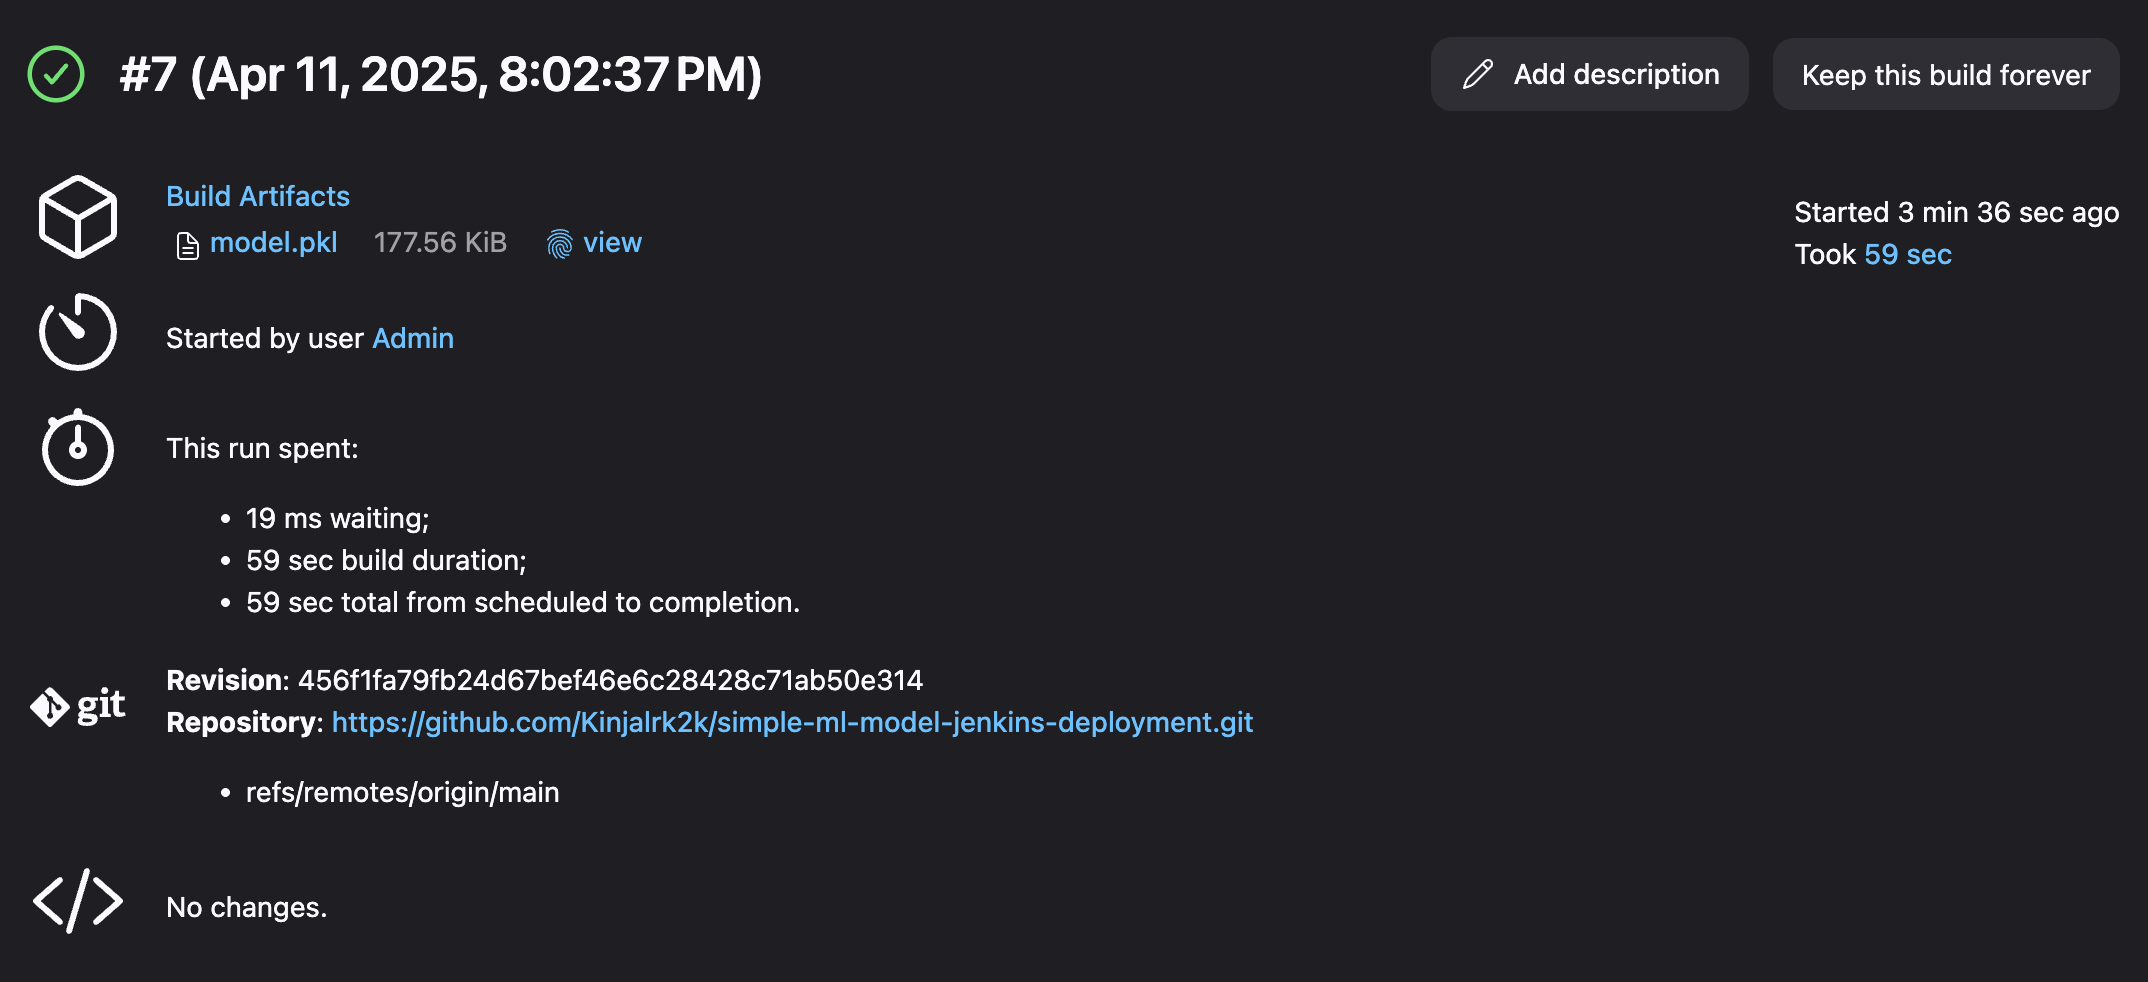 #7 (Apr 11, 2025, 8:02:37 PM)
Add description
Keep this build forever
Build Artifacts
model.pkl 177.56 KiB view
Started 3 min 36 sec ago
Took 59 sec
Started by user Admin
This run spent:
• 19 ms waiting;
• 59 sec build duration;
• 59 sec total from scheduled to completion.
git
Revision: 456f1fa79fb24d67bef46e6c28428c71ab50e314
Repository: https://github.com/Kinjalrk2k/simple-ml-model-jenkins-deployment.git
• refs/remotes/origin/main
No changes.